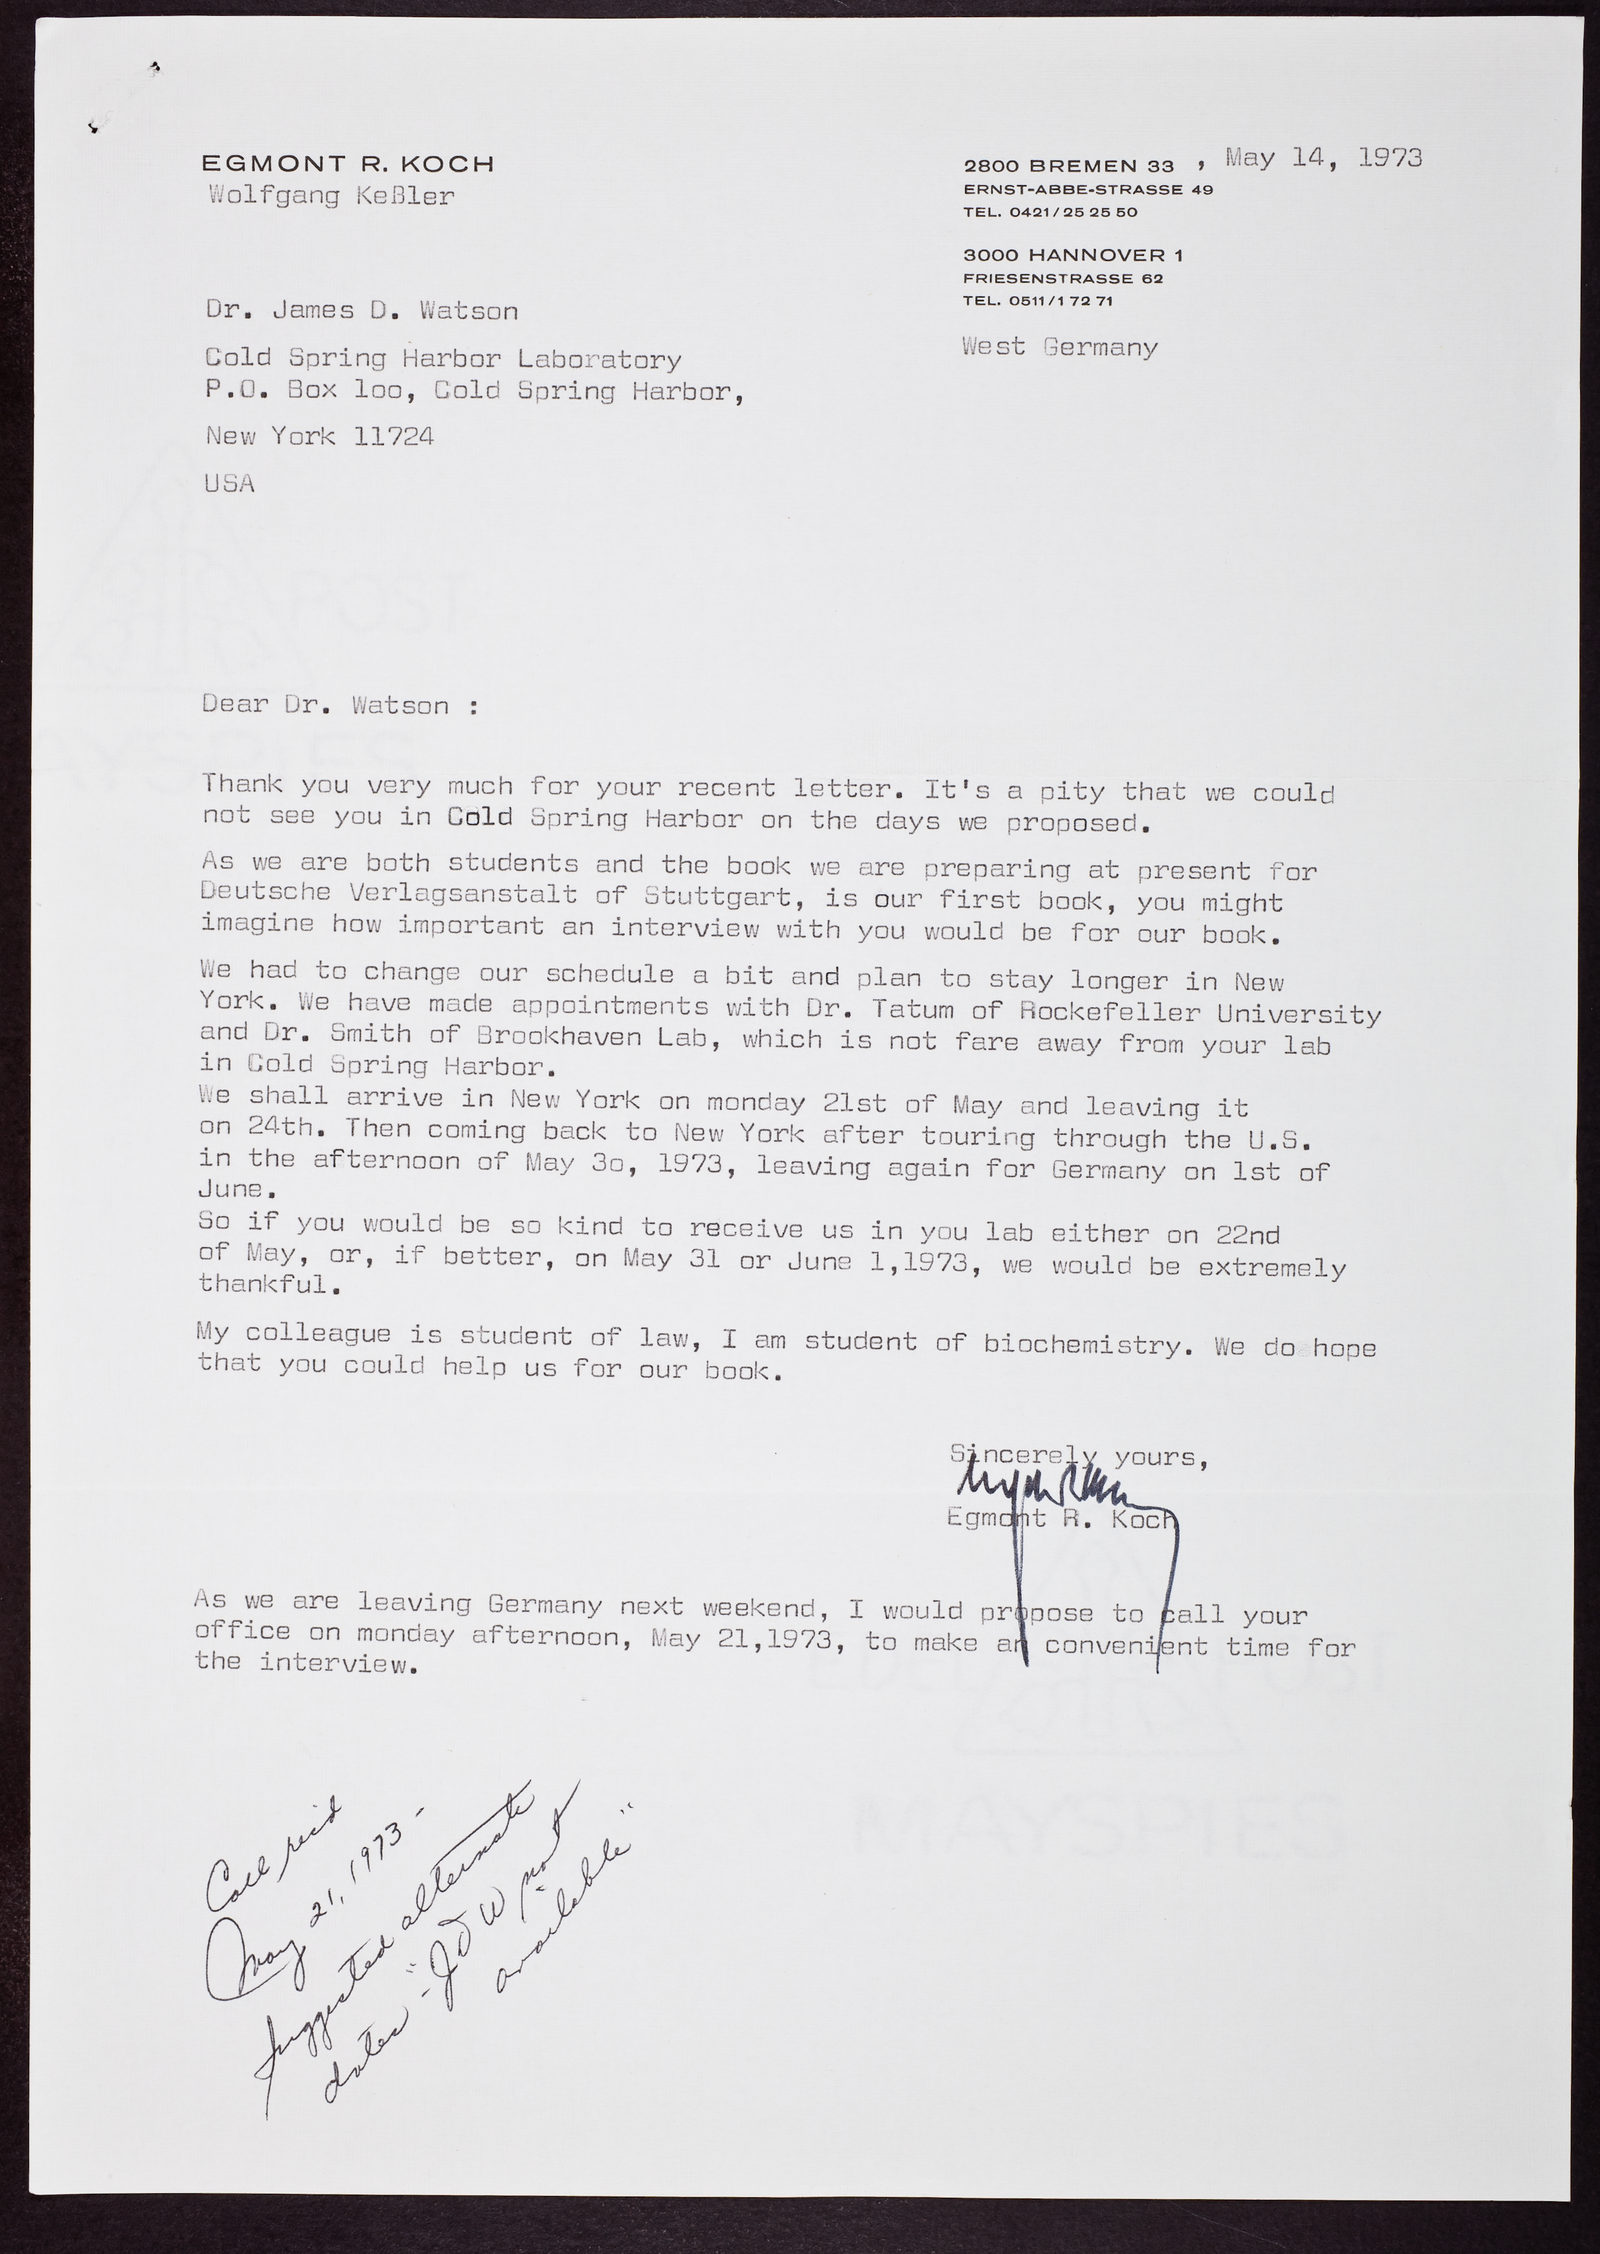 EGMONT R. KOCH
Wolfgang Keßler
2800 BREMEN 33 , May 14, 1973
ERNST-ABBE-STRASSE 49
TEL. 0421/25 25 50
3000 HANNOVER 1
FRIESENSTRASSE 62
TEL. 0511/1 72 71
West Germany
Dr. James D. Watson
Cold Spring Harbor Laboratory
P.O. Box loo, Cold Spring Harbor,
New York 11724
USA
Dear Dr. Watson :
Thank you very much for your recent letter. It's a pity that we could
not see you in Cold Spring Harbor on the days we proposed.
As we are both students and the book we are preparing at present for
Deutsche Verlagsanstalt of Stuttgart, is our first book, you might
imagine how important an interview with you would be for our book.
We had to change our schedule a bit and plan to stay longer in New
York. We have made appointments with Dr. Tatum of Rockefeller University
and Dr. Smith of Brookhaven Lab, which is not fare away from your lab
in Cold Spring Harbor.
We shall arrive in New York on monday 21st of May and leaving it
on 24th. Then coming back to New York after touring through the U.S.
in the afternoon of May 3o, 1973, leaving again for Germany on 1st of
June.
So if you would be so kind to receive us in you lab either on 22nd
of May, or, if better, on May 31 or June 1,1973, we would be extremely
thankful.
My colleague is student of law, I am student of biochemistry. We do hope
that you could help us for our book.
Sincerely yours,
Egmont R. Koch
As we are leaving Germany next weekend, I would propose to call your
office on monday afternoon, May 21,1973, to make an convenient time for
the interview.
Call rec'd
May 21, 1973 -
Suggested alternate
dates - "JDW not
available"